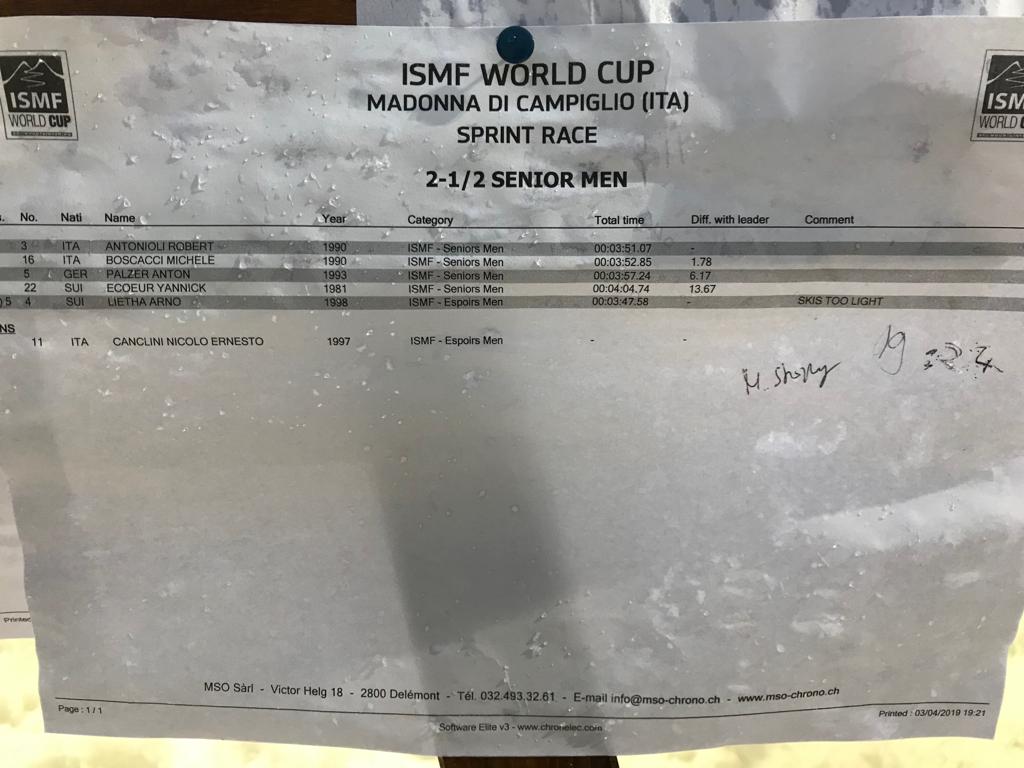 ISMF WORLD CUP
MADONNA DI CAMPIGLIO (ITA)
SPRINT RACE
ISMF
WORLD CUP
ISM
WORLD C
2-1/2 SENIOR MEN
. No. Nati Name Year Category Total time Diff. with leader Comment
3 ITA ANTONIOLI ROBERT 1990 ISMF - Seniors Men 00:03:51.07 -
16 ITA BOSCACCI MICHELE 1990 ISMF - Seniors Men 00:03:52.85 1.78
5 GER PALZER ANTON 1993 ISMF - Seniors Men 00:03:57.24 6.17
22 SUI ECOEUR YANNICK 1981 ISMF - Seniors Men 00:04:04.74 13.67
)5 4 SUI LIETHA ARNO 1998 ISMF - Espoirs Men 00:03:47.58 - SKIS TOO LIGHT
NS
11 ITA CANCLINI NICOLO ERNESTO 1997 ISMF - Espoirs Men - -
19
MSO Sàrl - Victor Helg 18 - 2800 Delémont - Tél. 032.493.32.61 - E-mail info@mso-chrono.ch - www.mso-chrono.ch
Page : 1 / 1
Printed : 03/04/2019 19:21
Software Elite v3 - www.chronelec.com
Printed